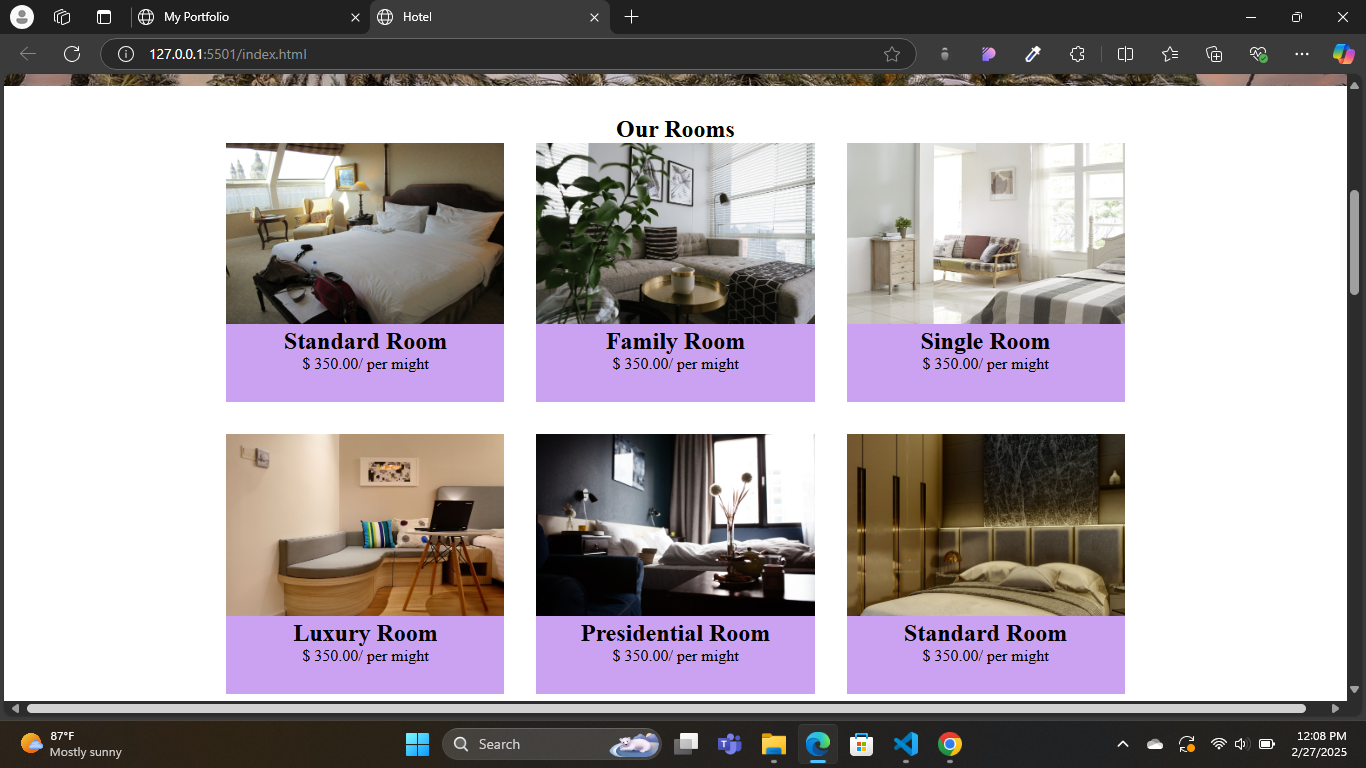 My Portfolio
Hotel
127.0.0.1:5501/index.html
Our Rooms
Standard Room
$ 350.00/ per might
Family Room
$ 350.00/ per might
Single Room
$ 350.00/ per might
Luxury Room
$ 350.00/ per might
Presidential Room
$ 350.00/ per might
Standard Room
$ 350.00/ per might
87°F
Mostly sunny
Search
12:08 PM
2/27/2025